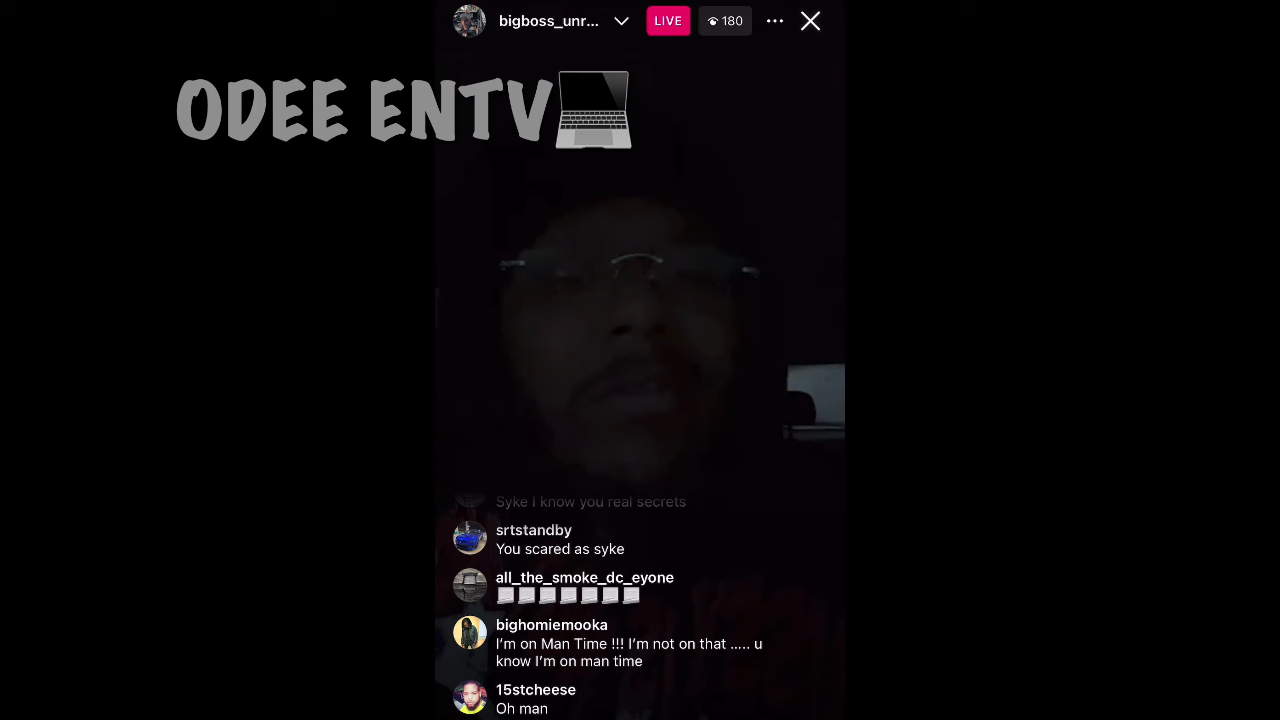 bigboss_unr...
LIVE
180
ODEE ENTV
Syke I know you real secrets
srtstandby
You scared as syke
all_the_smoke_dc_eyone
bighomiemooka
I'm on Man Time !!! I'm not on that ..... u
know I'm on man time
15stcheese
Oh man